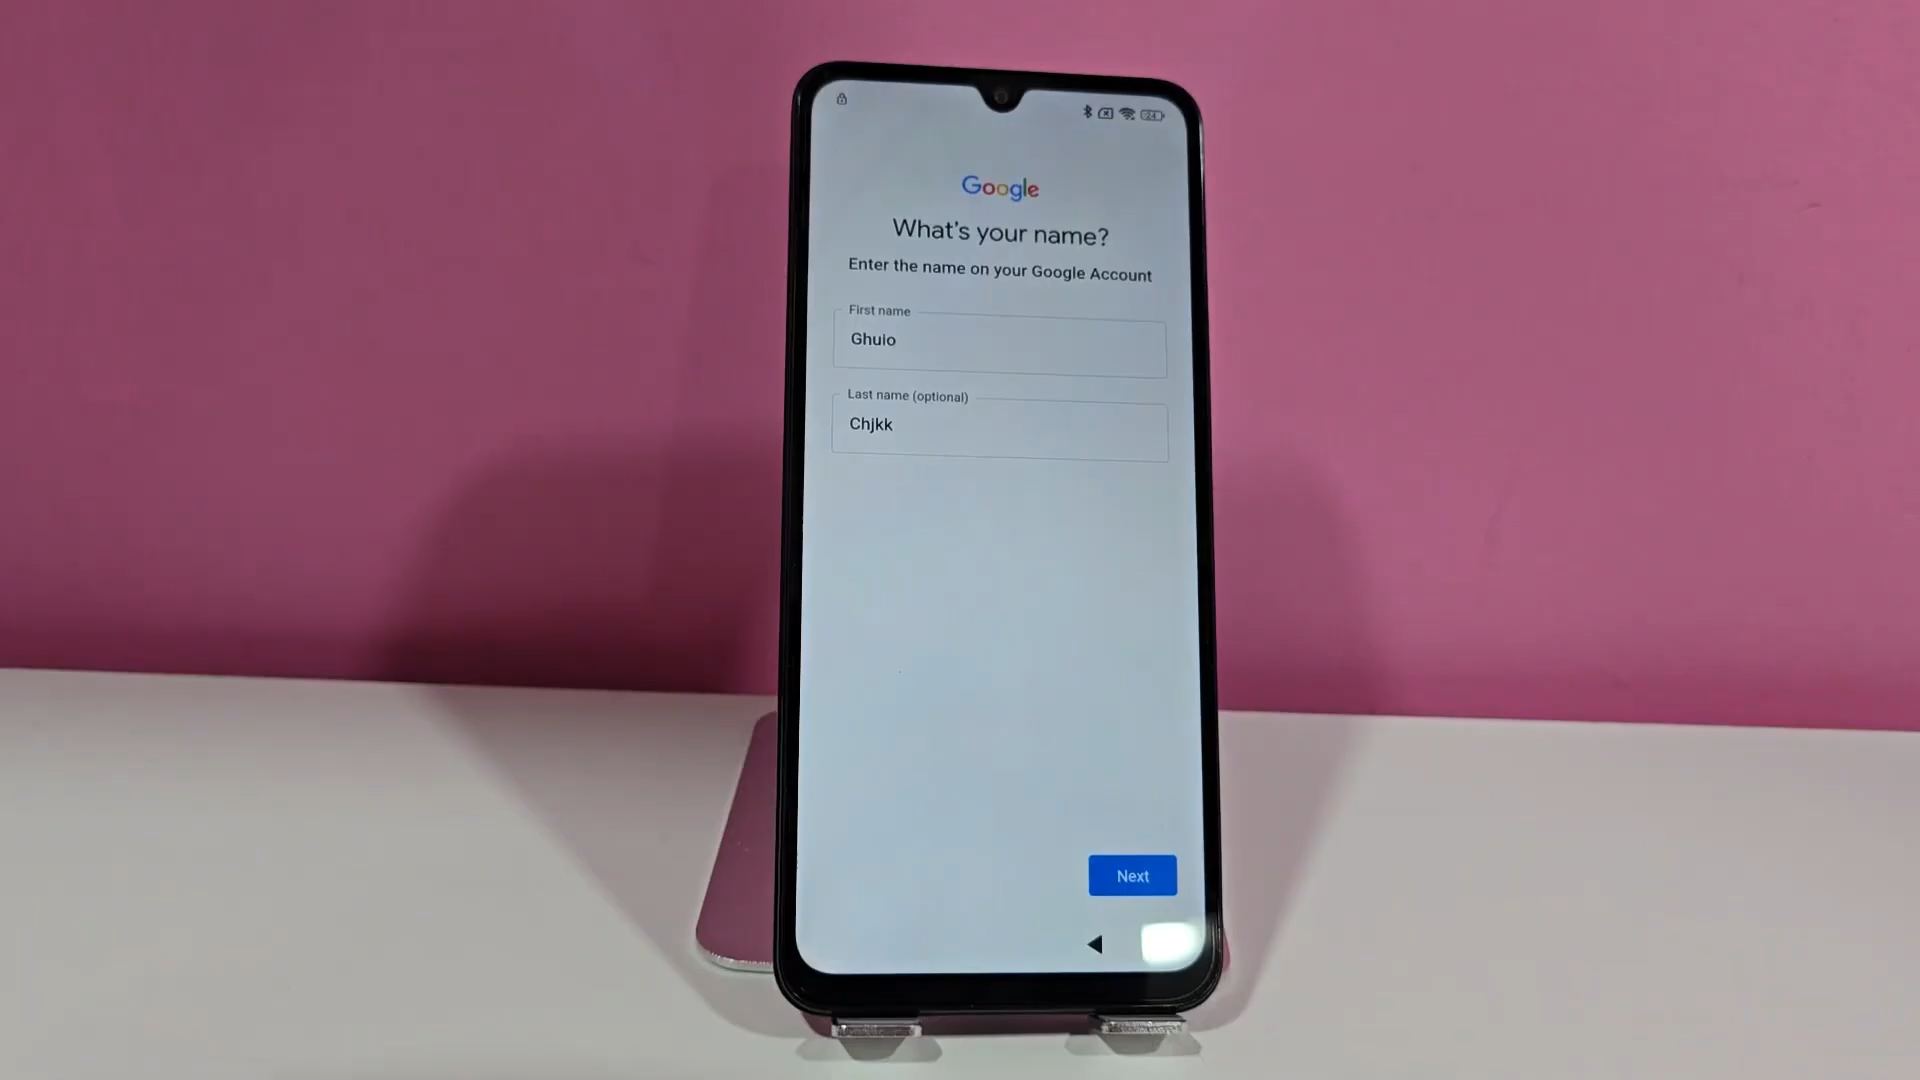 Google
What's your name?
Enter the name on your Google Account
First name
Ghuio
Last name (optional)
Chjkk
Next